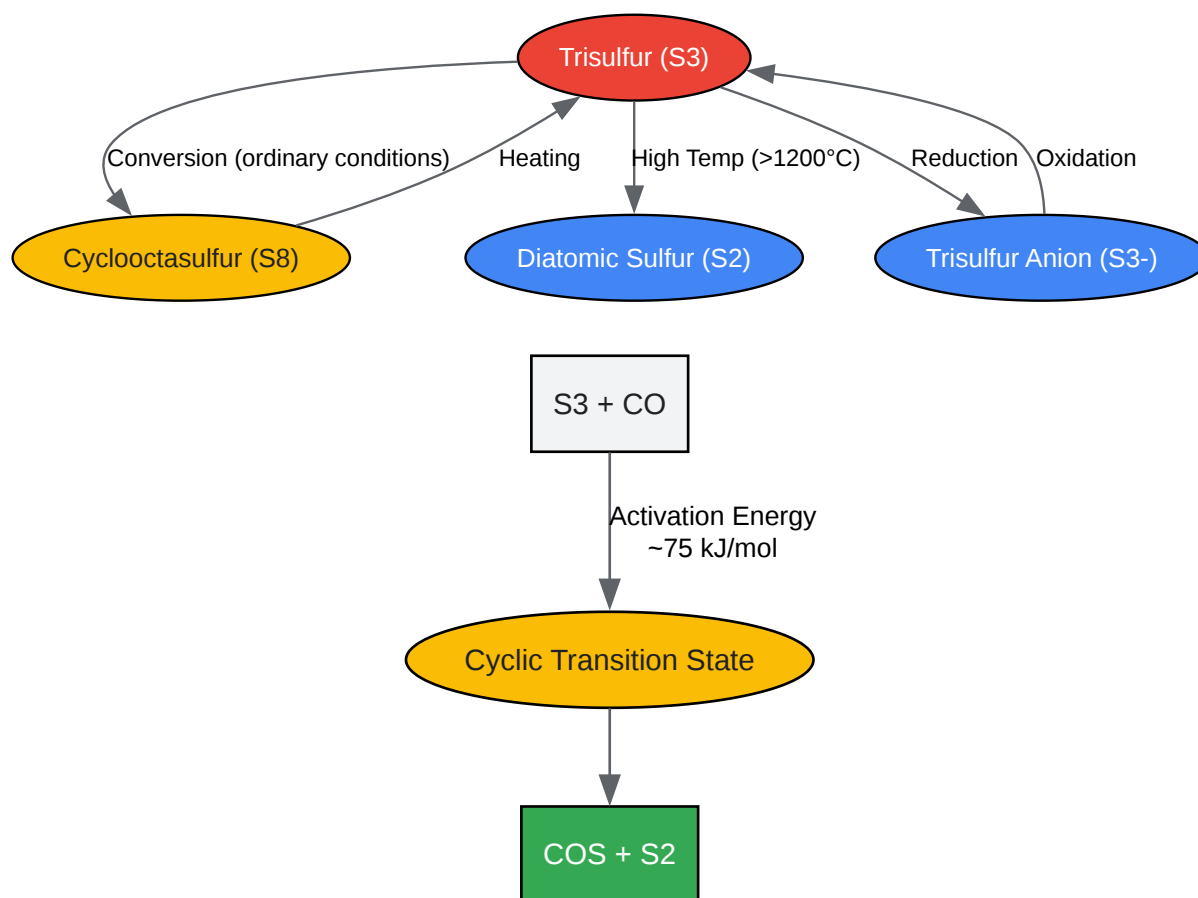 Trisulfur (S3)
Conversion (ordinary conditions)
Heating
High Temp (>1200°C)
Reduction
Oxidation
Cyclooctasulfur (S8)
Diatomic Sulfur (S2)
Trisulfur Anion (S3-)
S3 + CO
Activation Energy
~75 kJ/mol
Cyclic Transition State
COS + S2